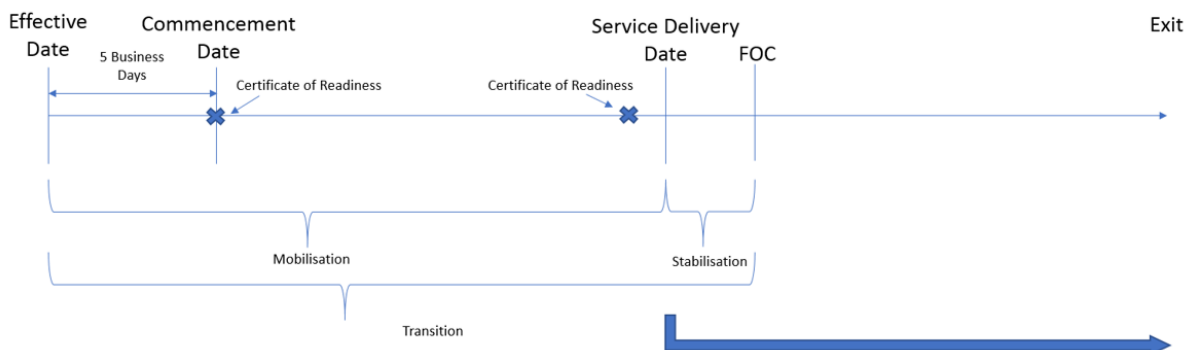 Effective
Date
Commencement
Date
Service Delivery
Date
FOC
Exit
5 Business
Days
Certificate of Readiness
Certificate of Readiness
Mobilisation
Stabilisation
Transition